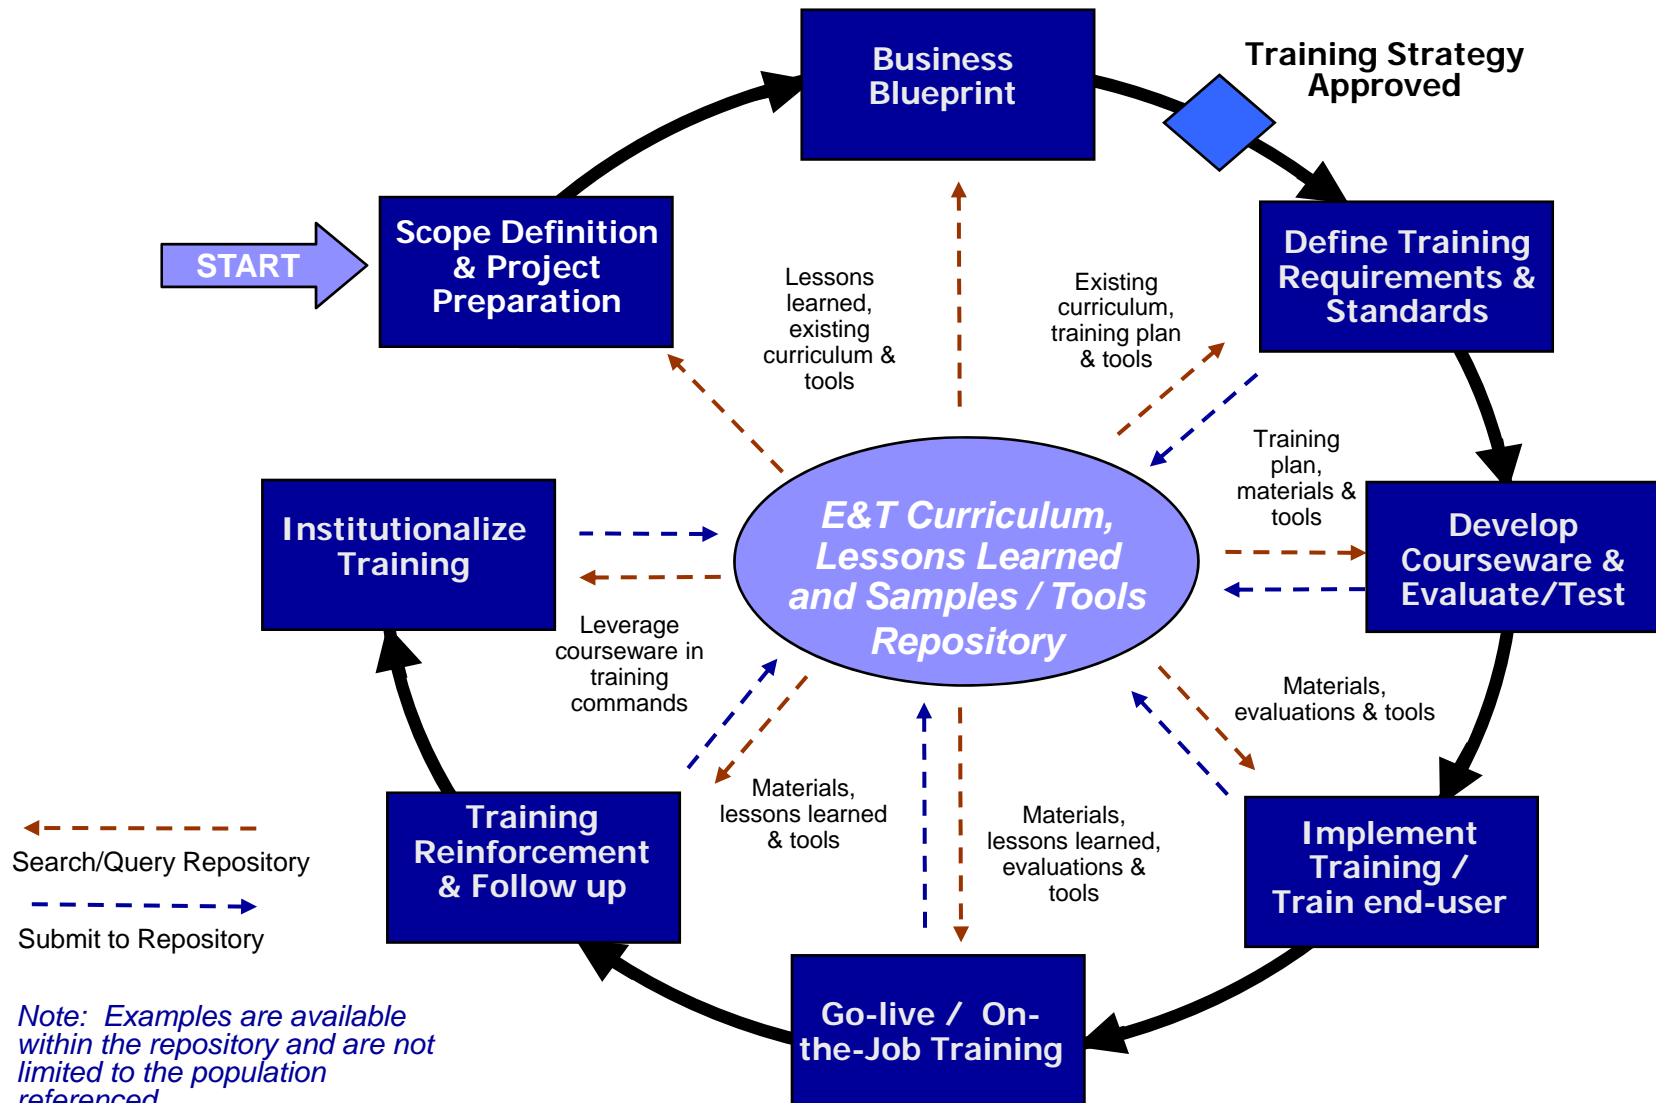 Business
Blueprint
Training Strategy
Approved
START
Scope Definition
& Project
Preparation
Define Training
Requirements &
Standards
Lessons
learned,
existing
curriculum &
tools
Existing
curriculum,
training plan
& tools
Training
plan,
materials &
tools
Institutionalize
Training
E&T Curriculum,
Lessons Learned
and Samples / Tools
Repository
Develop
Courseware &
Evaluate/Test
Leverage
courseware in
training
commands
Materials,
evaluations & tools
Training
Reinforcement
& Follow up
Materials,
lessons learned
& tools
Materials,
lessons learned,
evaluations &
tools
Implement
Training /
Train end-user
Search/Query Repository
Submit to Repository
Go-live / On-
the-Job Training
Note: Examples are available
within the repository and are not
limited to the population
referenced